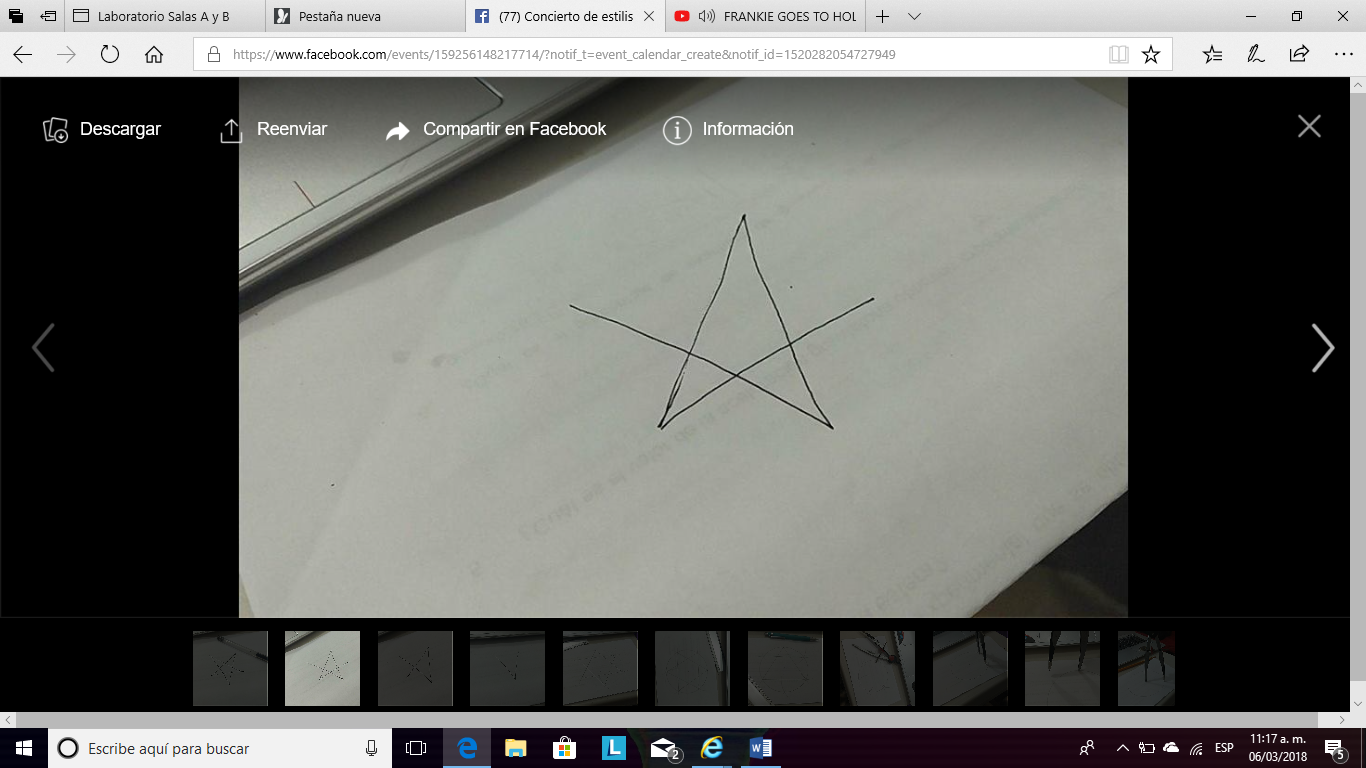 Laboratorio Salas A y B
Pestaña nueva
(77) Concierto de estilis
FRANKIE GOES TO HOL
https://www.facebook.com/events/159256148217714/?notif_t=event_calendar_create&notif_id=1520282054727949
Descargar
Reenviar
Compartir en Facebook
Información
Escribe aquí para buscar
2
ESP
11:17 a. m.
06/03/2018
5